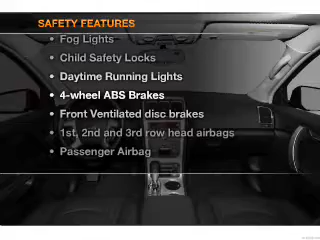 SAFETY FEATURES
• Fog Lights
• Child Safety Locks
• Daytime Running Lights
• 4-wheel ABS Brakes
• Front Ventilated disc brakes
• 1st, 2nd and 3rd row head airbags
• Passenger Airbag